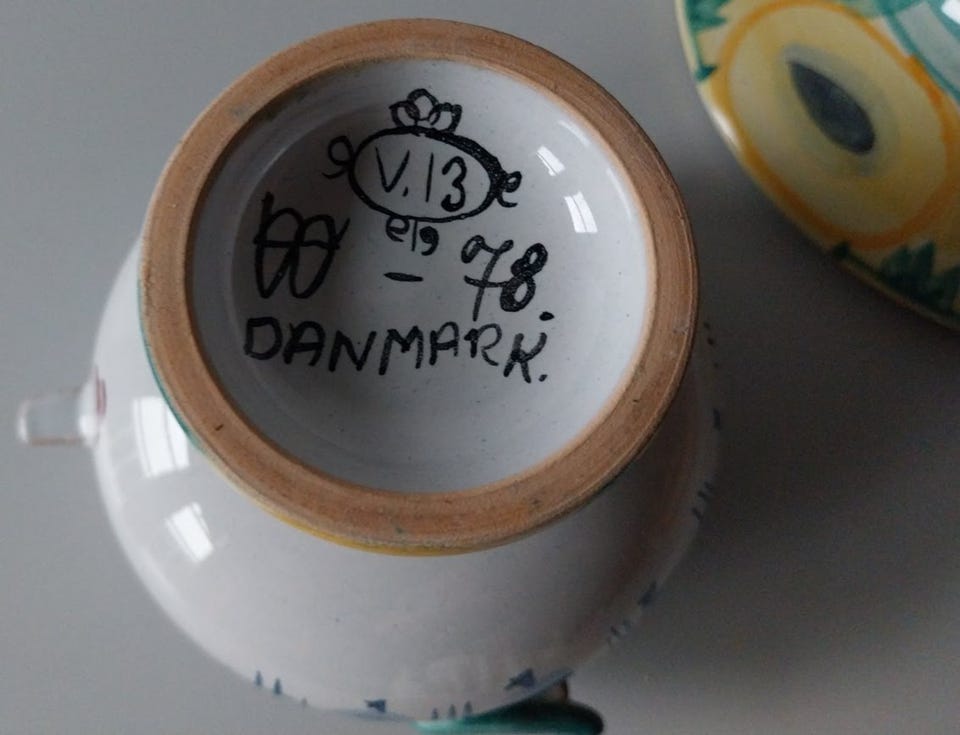 V.13
- 78.
DANMARK.